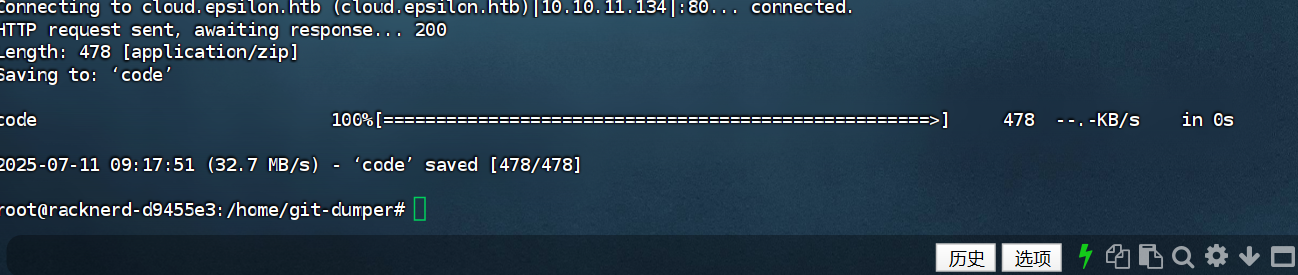 Connecting to cloud.epsilon.htb (cloud.epsilon.htb)|10.10.11.134|:80... connected.
HTTP request sent, awaiting response... 200
Length: 478 [application/zip]
Saving to: ‘code’
code 100%[====================================================>] 478 --.-KB/s in 0s
2025-07-11 09:17:51 (32.7 MB/s) - ‘code’ saved [478/478]
root@racknerd-d9455e3:/home/git-dumper#
历史 选项